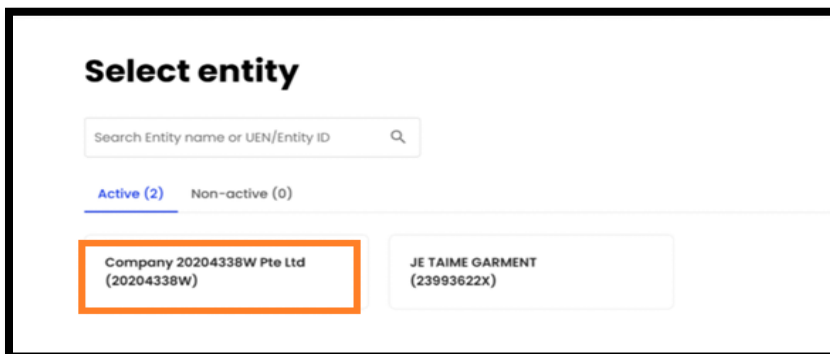 Select entity
Search Entity name or UEN/Entity ID
Active (2) Non-active (0)
Company 20204338W Pte Ltd
(20204338W)
JE TAIME GARMENT
(23993622X)